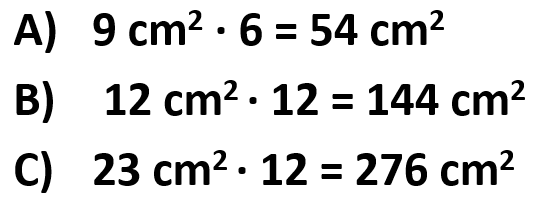 A) 9 cm² · 6 = 54 cm²
B) 12 cm² · 12 = 144 cm²
C) 23 cm² · 12 = 276 cm²